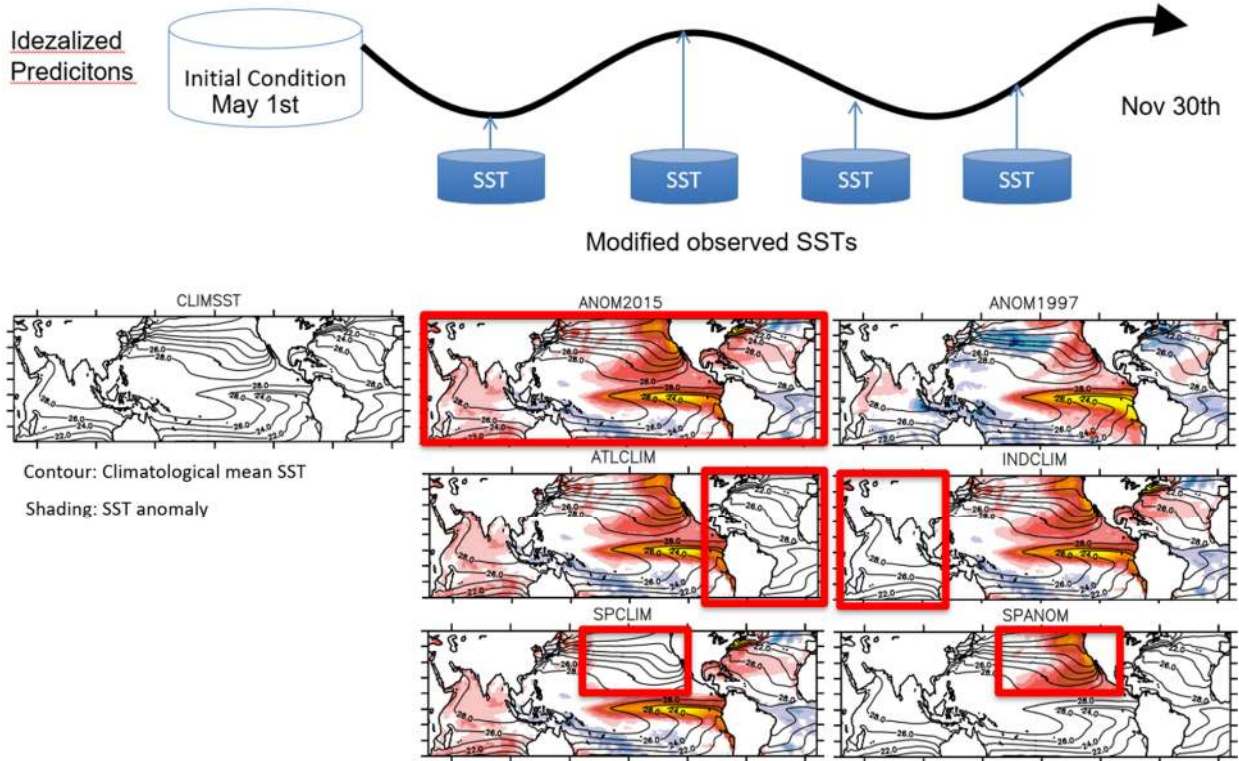 Idezalized
Predicitons
Initial Condition
May 1st
Nov 30th
SST
SST
SST
SST
Modified observed SSTs
CLIMSST
ANOM2015
ANOM1997
Contour: Climatological mean SST
Shading: SST anomaly
ATLCLIM
INDCLIM
SPCLIM
SPANOM